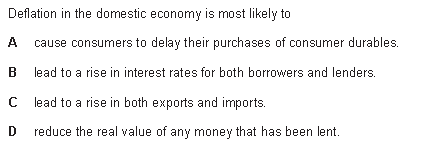 Deflation in the domestic economy is most likely to
A cause consumers to delay their purchases of consumer durables.
B lead to a rise in interest rates for both borrowers and lenders.
C lead to a rise in both exports and imports.
D reduce the real value of any money that has been lent.